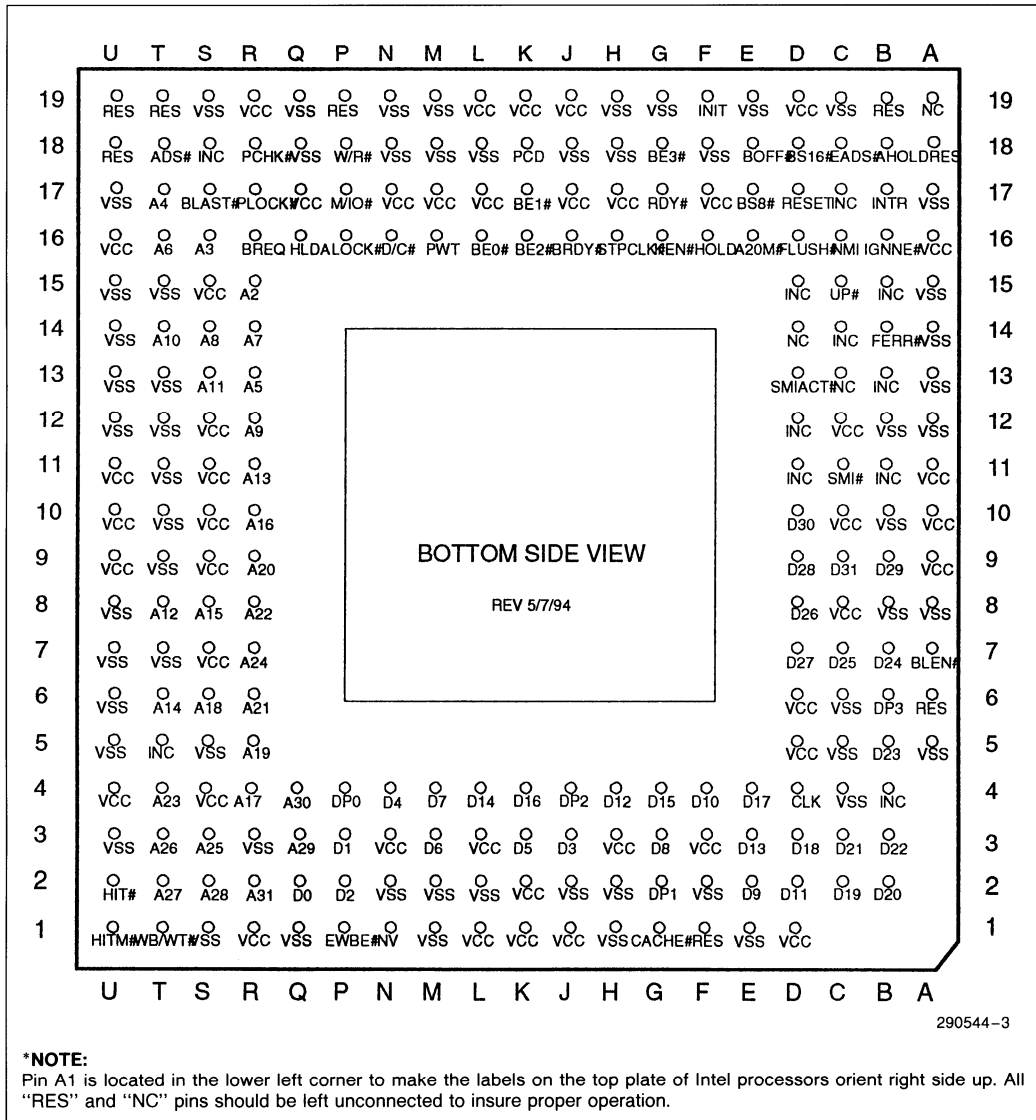 U T S R Q P N M L K J H G F E D C B A
19 RES RES VSS VCC VSS RES VSS VSS VCC VCC VCC VSS VSS INIT VSS VCC VSS RES NC 19
18 RES ADS# INC PCHK# VSS W/R# VSS VSS VSS PCD VSS VSS BE3# VSS BOFF# BS16# EADS# AHOLD RES 18
17 VSS A4 BLAST# PLOCK# VCC M/IO# VCC VCC VCC BE1# VCC VCC RDY# VCC BS8# RESET INC INTR VSS 17
16 VCC A6 A3 BREQ HLDA LOCK# D/C# PWT BE0# BE2# BRDY# STPCLK# KEN# HOLD A20M# FLUSH# NMI IGNNE# VCC 16
15 VSS VSS VCC A2 INC UP# INC VSS 15
14 VSS A10 A8 A7 NC INC FERR# VSS 14
13 VSS VSS A11 A5 SMIACT# NC INC VSS 13
12 VSS VSS VCC A9 INC VCC VSS VSS 12
11 VCC VSS VCC A13 INC SMI# INC VCC 11
10 VCC VSS VCC A16 D30 VCC VSS VCC 10
BOTTOM SIDE VIEW
9 VCC VSS VCC A20 D28 D31 D29 VCC 9
REV 5/7/94
8 VSS A12 A15 A22 D26 VCC VSS VSS 8
7 VSS VSS VCC A24 D27 D25 D24 BLEN# 7
6 VSS A14 A18 A21 VCC VSS DP3 RES 6
5 VSS INC VSS A19 VCC VSS D23 VSS 5
4 VCC A23 VCC A17 A30 DP0 D4 D7 D14 D16 DP2 D12 D15 D10 D17 CLK VSS INC 4
3 VSS A26 A25 VSS A29 D1 VCC D6 VCC D5 D3 VCC D8 VCC D13 D18 D21 D22 3
2 HIT# A27 A28 A31 D0 D2 VSS VSS VSS VCC VSS VSS DP1 VSS D9 D11 D19 D20 2
1 HITM# WB/WT# VSS VCC VSS EWBE# NV VSS VCC VCC VCC VSS CACHE# RES VSS VCC 1
U T S R Q P N M L K J H G F E D C B A
290544–3
*NOTE:
Pin A1 is located in the lower left corner to make the labels on the top plate of Intel processors orient right side up. All
"RES" and "NC" pins should be left unconnected to insure proper operation.